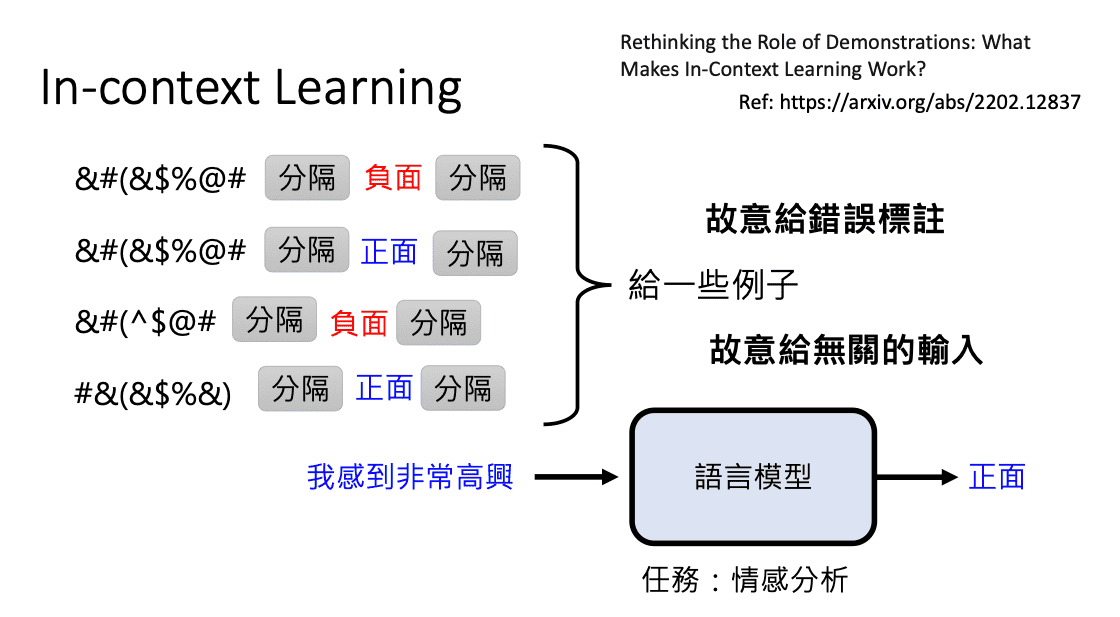 Rethinking the Role of Demonstrations: What
Makes In-Context Learning Work?
Ref: https://arxiv.org/abs/2202.12837
In-context Learning
&#(&$%@# 分隔 負面 分隔
&#(&$%@# 分隔 正面 分隔
&#(^$@# 分隔 負面 分隔
#&(&$%&) 分隔 正面 分隔
故意給錯誤標註
給一些例子
故意給無關的輸入
我感到非常高興 語言模型 正面
任務：情感分析